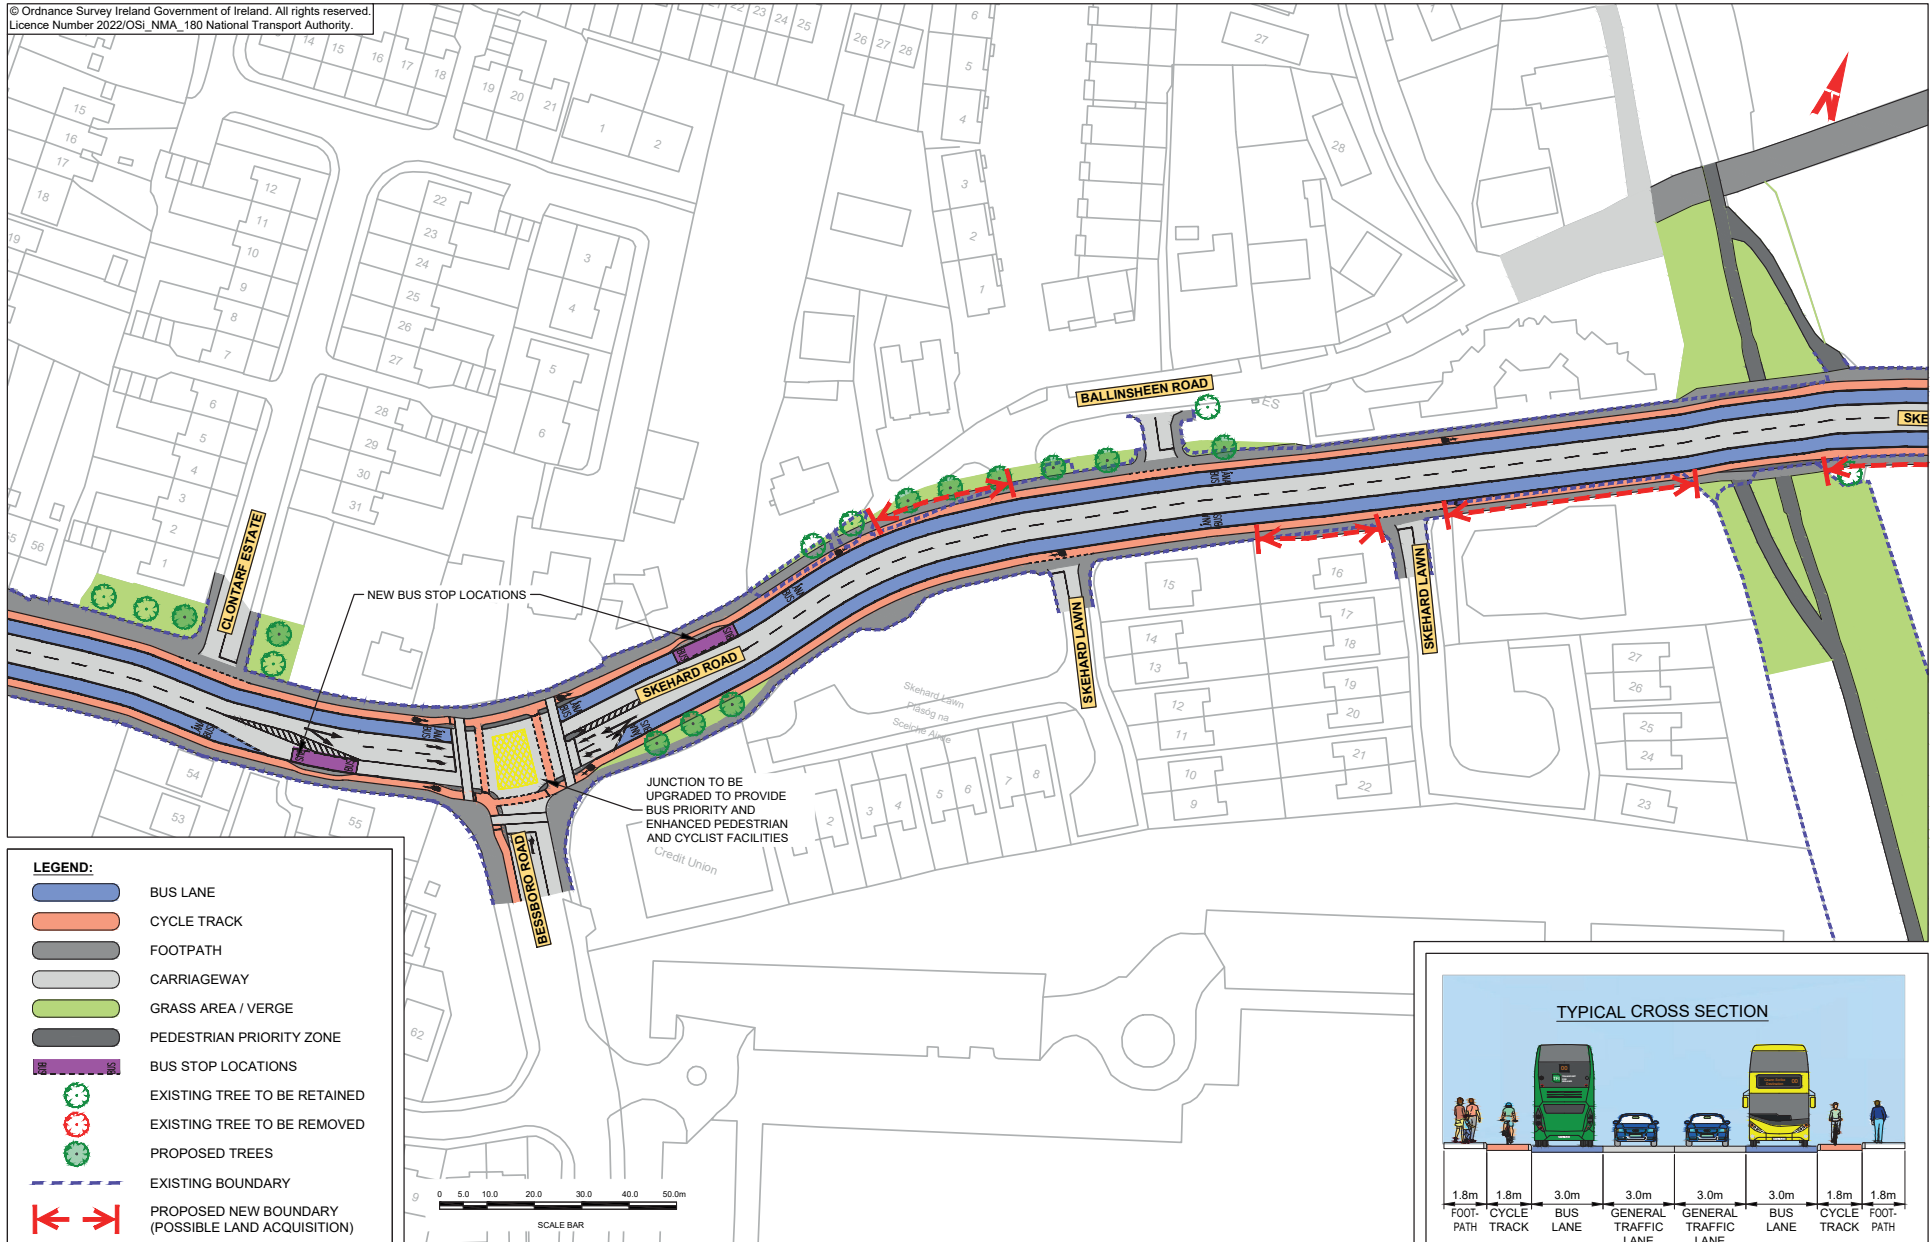 © Ordnance Survey Ireland Government of Ireland. All rights reserved.
Licence Number 2022/OSi_NMA_180 National Transport Authority.
BALLINSHEEN ROAD
SKE
CLONTARF ESTATE
NEW BUS STOP LOCATIONS
SKEHARD ROAD
SKEHARD LAWN
SKEHARD LAWN
Skehard Lawn
Plásóg na
Sceiche Airde
JUNCTION TO BE
UPGRADED TO PROVIDE
BUS PRIORITY AND
ENHANCED PEDESTRIAN
AND CYCLIST FACILITIES
Credit Union
BESSBORO ROAD
LEGEND:
BUS LANE
CYCLE TRACK
FOOTPATH
CARRIAGEWAY
GRASS AREA / VERGE
PEDESTRIAN PRIORITY ZONE
BUS STOP LOCATIONS
EXISTING TREE TO BE RETAINED
EXISTING TREE TO BE REMOVED
PROPOSED TREES
EXISTING BOUNDARY
PROPOSED NEW BOUNDARY
(POSSIBLE LAND ACQUISITION)
0 5.0 10.0 20.0 30.0 40.0 50.0m
SCALE BAR
TYPICAL CROSS SECTION
1.8m 1.8m 3.0m 3.0m 3.0m 3.0m 1.8m 1.8m
FOOT- CYCLE BUS GENERAL GENERAL BUS CYCLE FOOT-
PATH TRACK LANE TRAFFIC TRAFFIC LANE TRACK PATH
LANE LANE